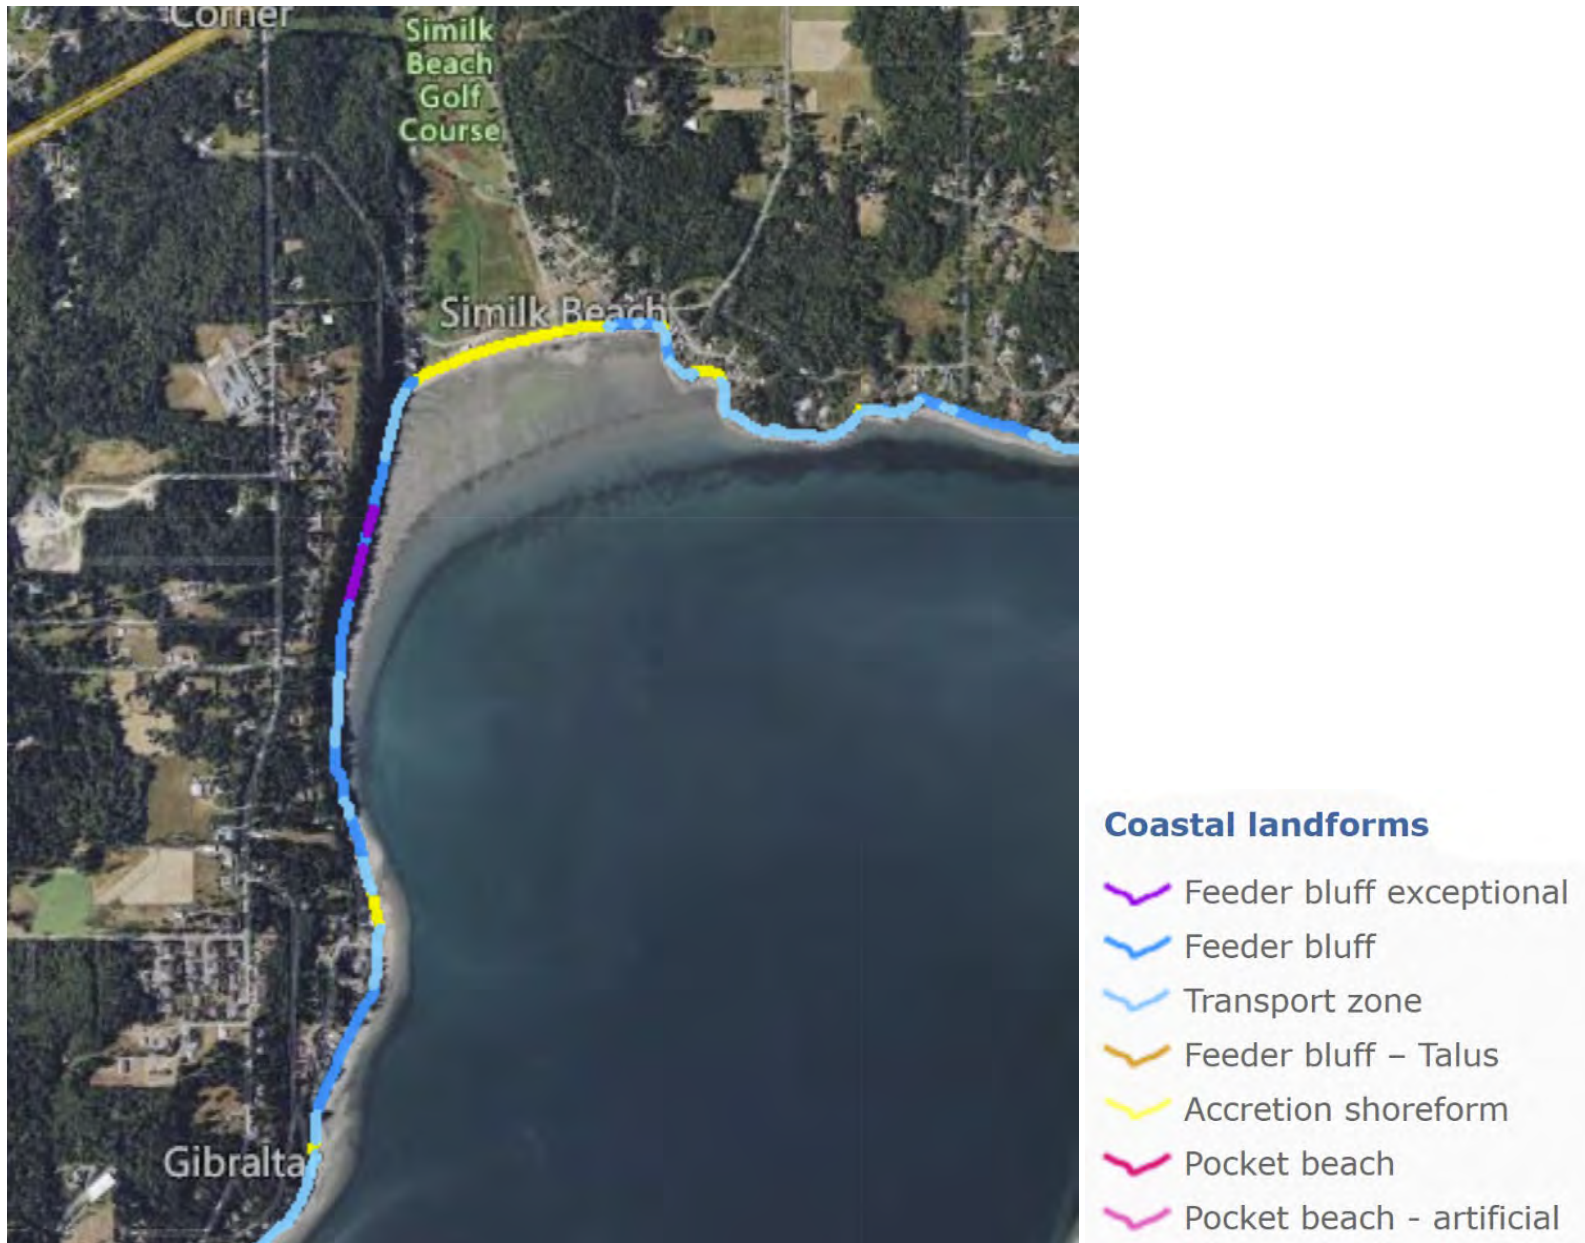 Corner
Similk
Beach
Golf
Course
Similk Beach
Gibralta
Coastal landforms
Feeder bluff exceptional
Feeder bluff
Transport zone
Feeder bluff – Talus
Accretion shoreform
Pocket beach
Pocket beach - artificial